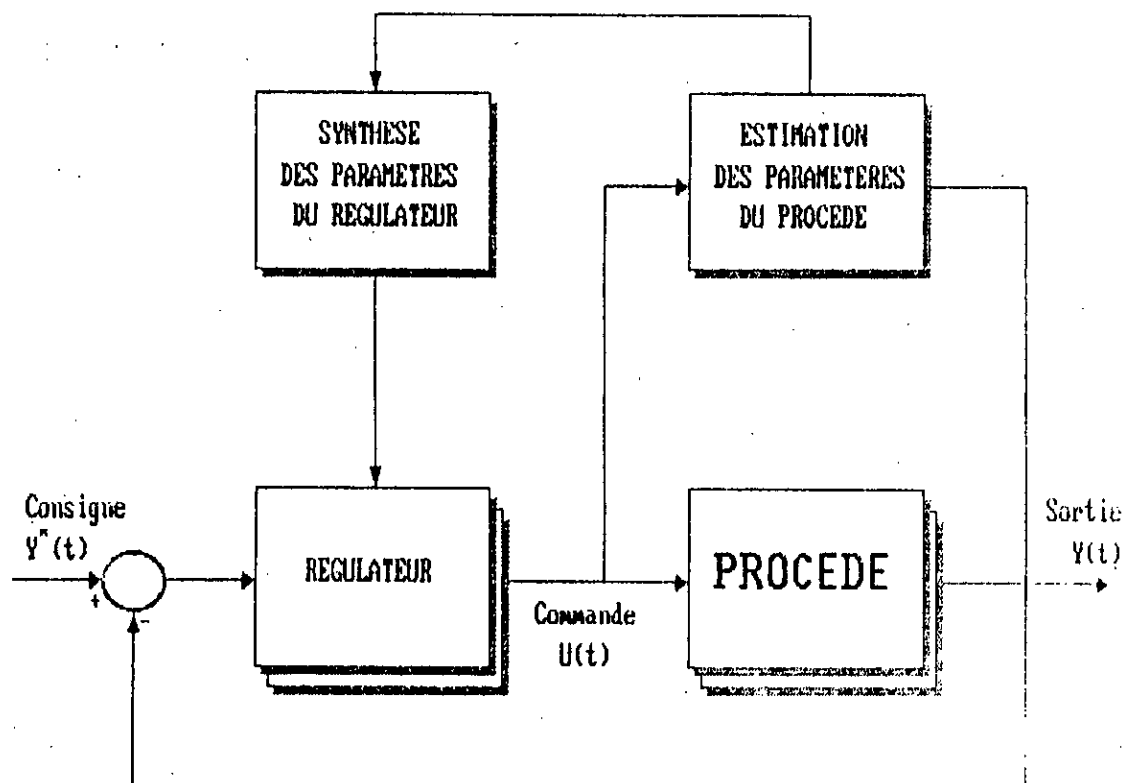 SYNTHESE
DES PARAMETRES
DU REGULATEUR
ESTIMATION
DES PARAMETERES
DU PROCEDE
Consigne
Y*(t)
+
-
REGULATEUR
Commande
U(t)
PROCEDE
Sortie
Y(t)